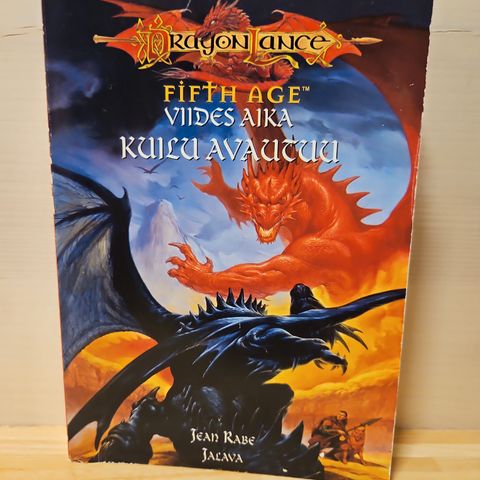 DRAGONLANCE
FIFTH AGE™
VIIDES AIKA
KUILU AVAUTUU
JEAN RABE
JALAVA